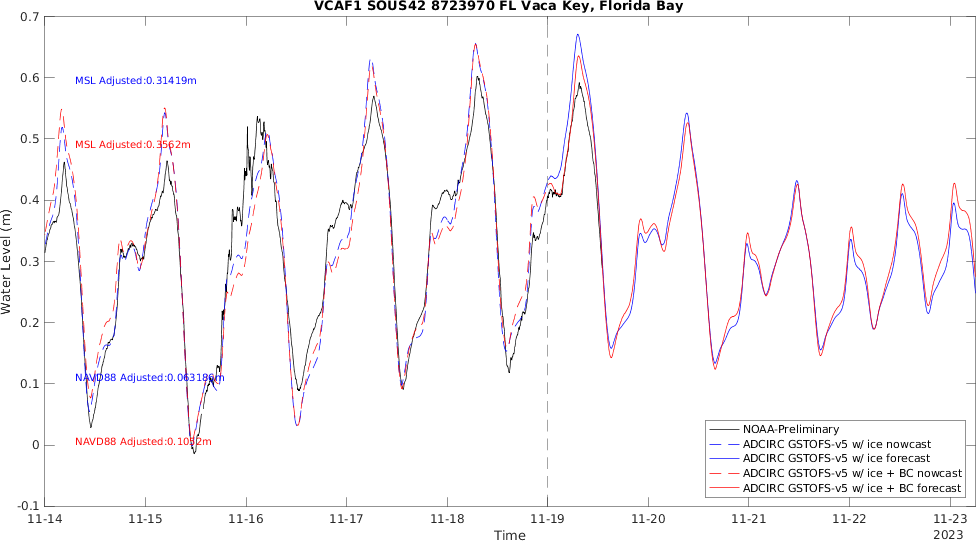 VCAF1 SOUS42 8723970 FL Vaca Key, Florida Bay
0.7
0.6
0.5
0.4
0.3
0.2
0.1
0
-0.1
Water Level (m)
MSL Adjusted:0.31419m
MSL Adjusted:0.3562m
NAVD88 Adjusted:0.063186m
NAVD88 Adjusted:0.1052m
NOAA-Preliminary
ADCIRC GSTOFS-v5 w/ ice nowcast
ADCIRC GSTOFS-v5 w/ ice forecast
ADCIRC GSTOFS-v5 w/ ice + BC nowcast
ADCIRC GSTOFS-v5 w/ ice + BC forecast
11-14 11-15 11-16 11-17 11-18 11-19 11-20 11-21 11-22 11-23
Time 2023